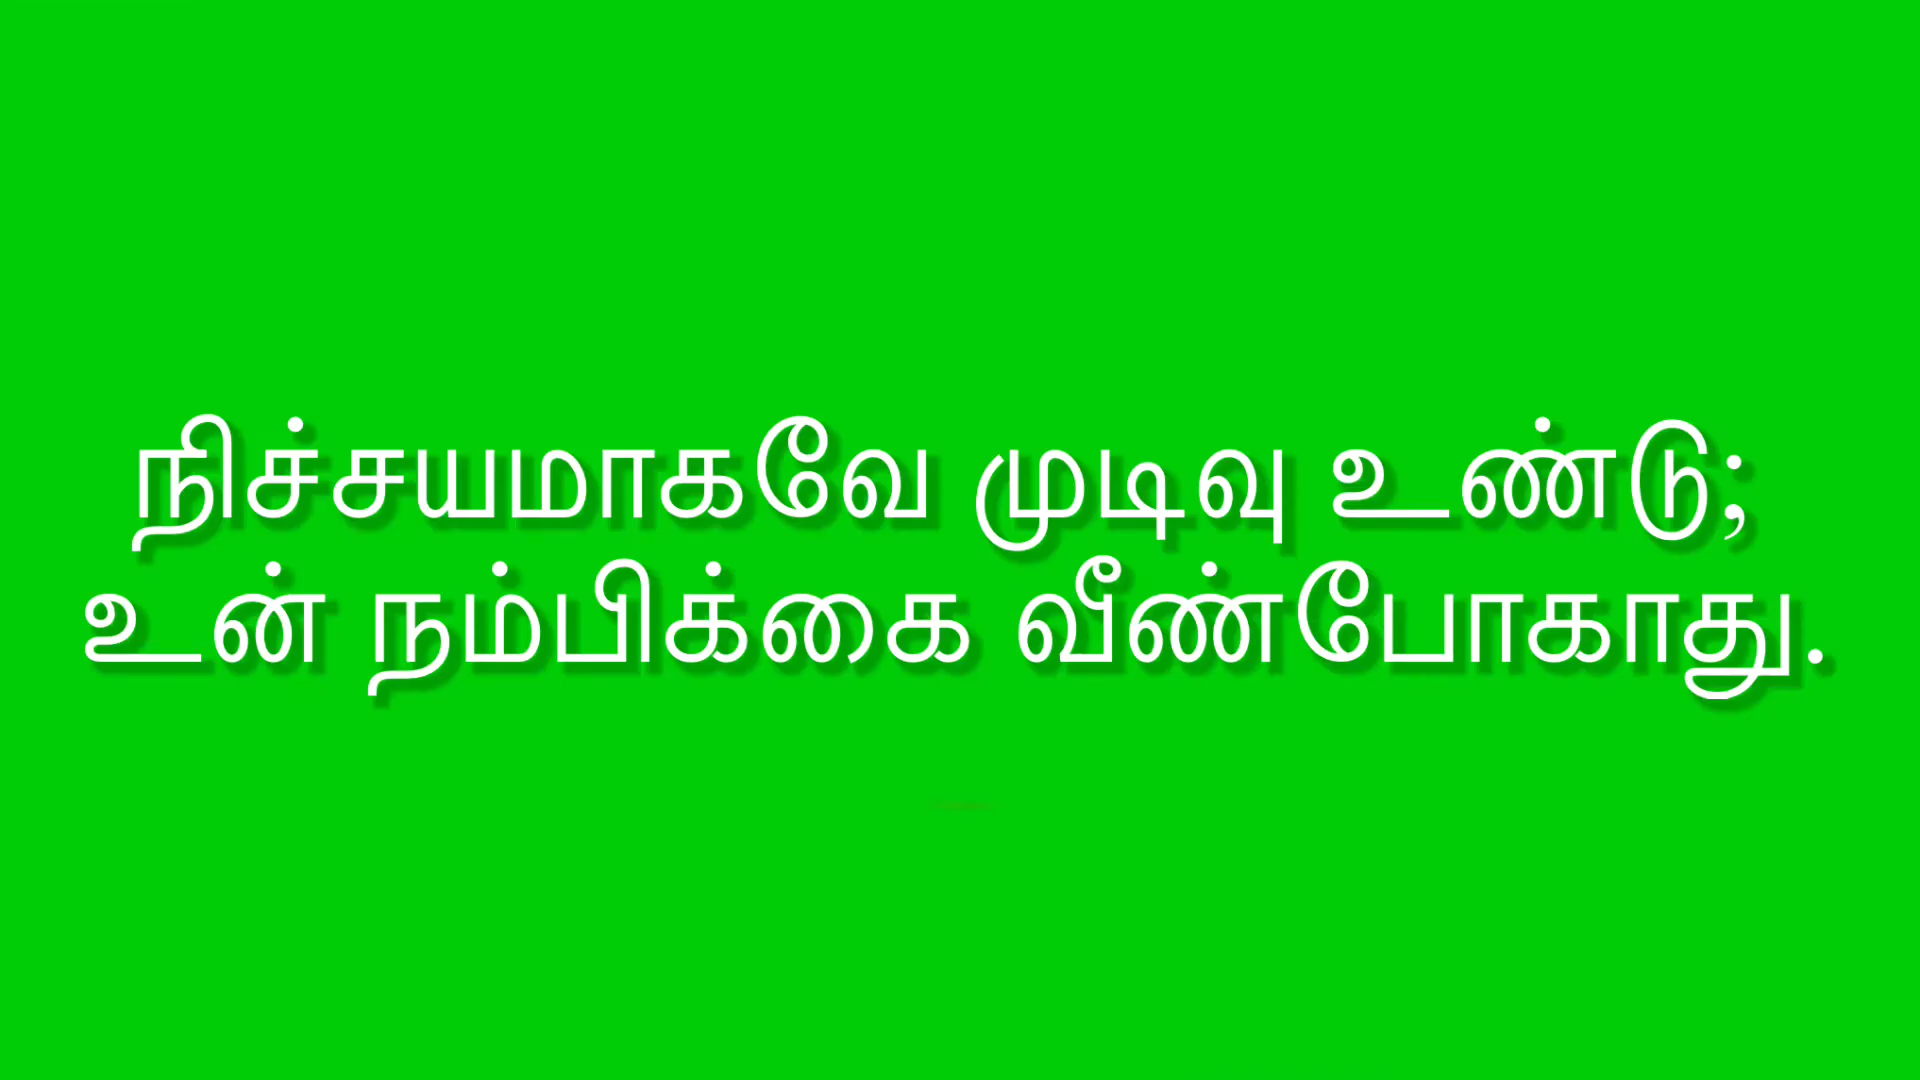 நிச்சயமாகவே முடிவு உண்டு;
உன் நம்பிக்கை வீண்போகாது.